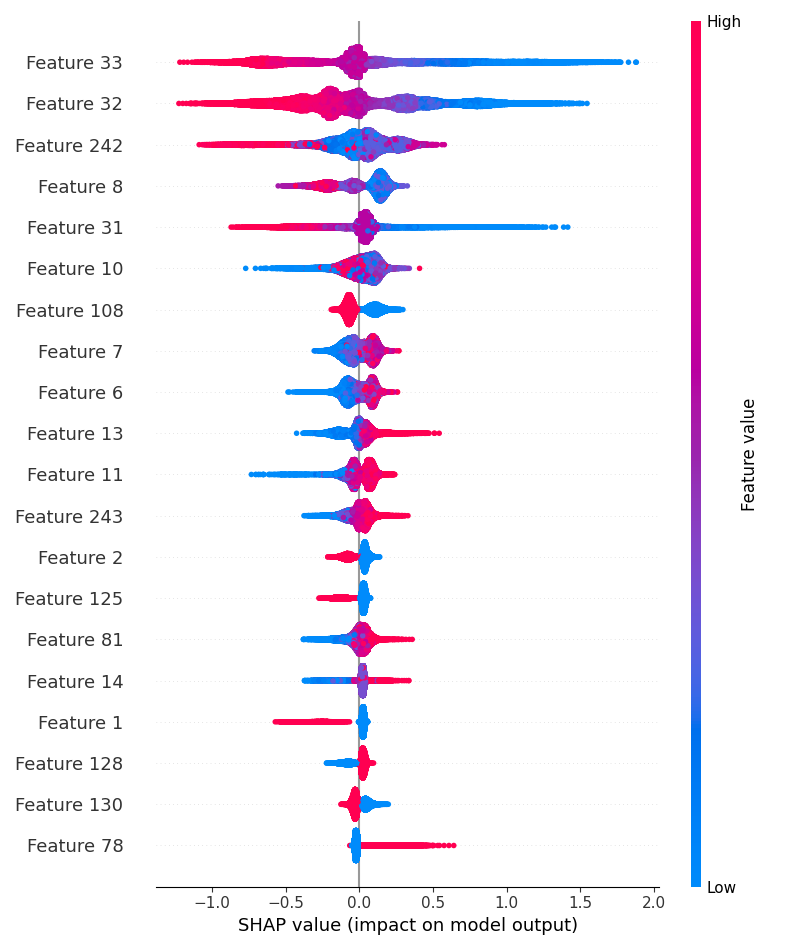 High
Feature 33
Feature 32
Feature 242
Feature 8
Feature 31
Feature 10
Feature 108
Feature 7
Feature 6
Feature 13
Feature 11
Feature 243
Feature 2
Feature 125
Feature 81
Feature 14
Feature 1
Feature 128
Feature 130
Feature 78
Feature value
Low
−1.0 −0.5 0.0 0.5 1.0 1.5 2.0
SHAP value (impact on model output)